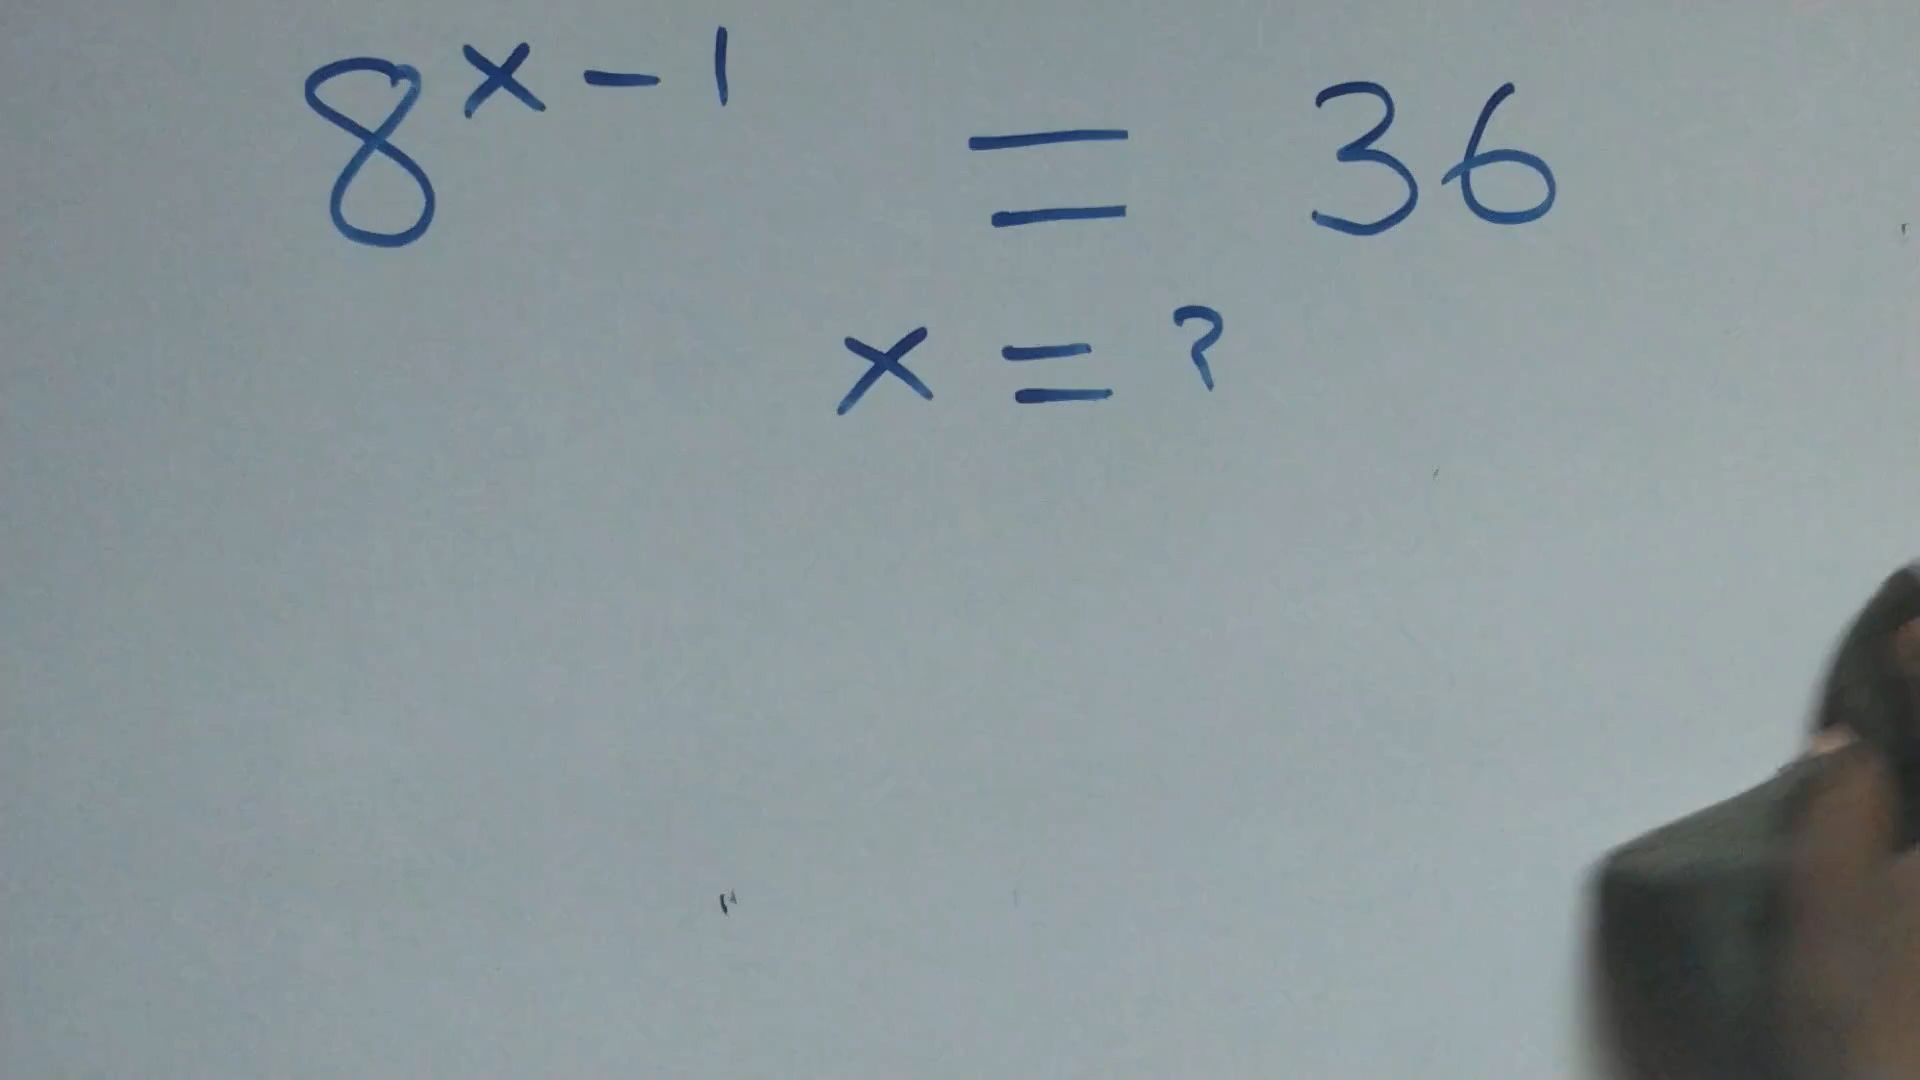 8^{x-1} = 36
x = ?